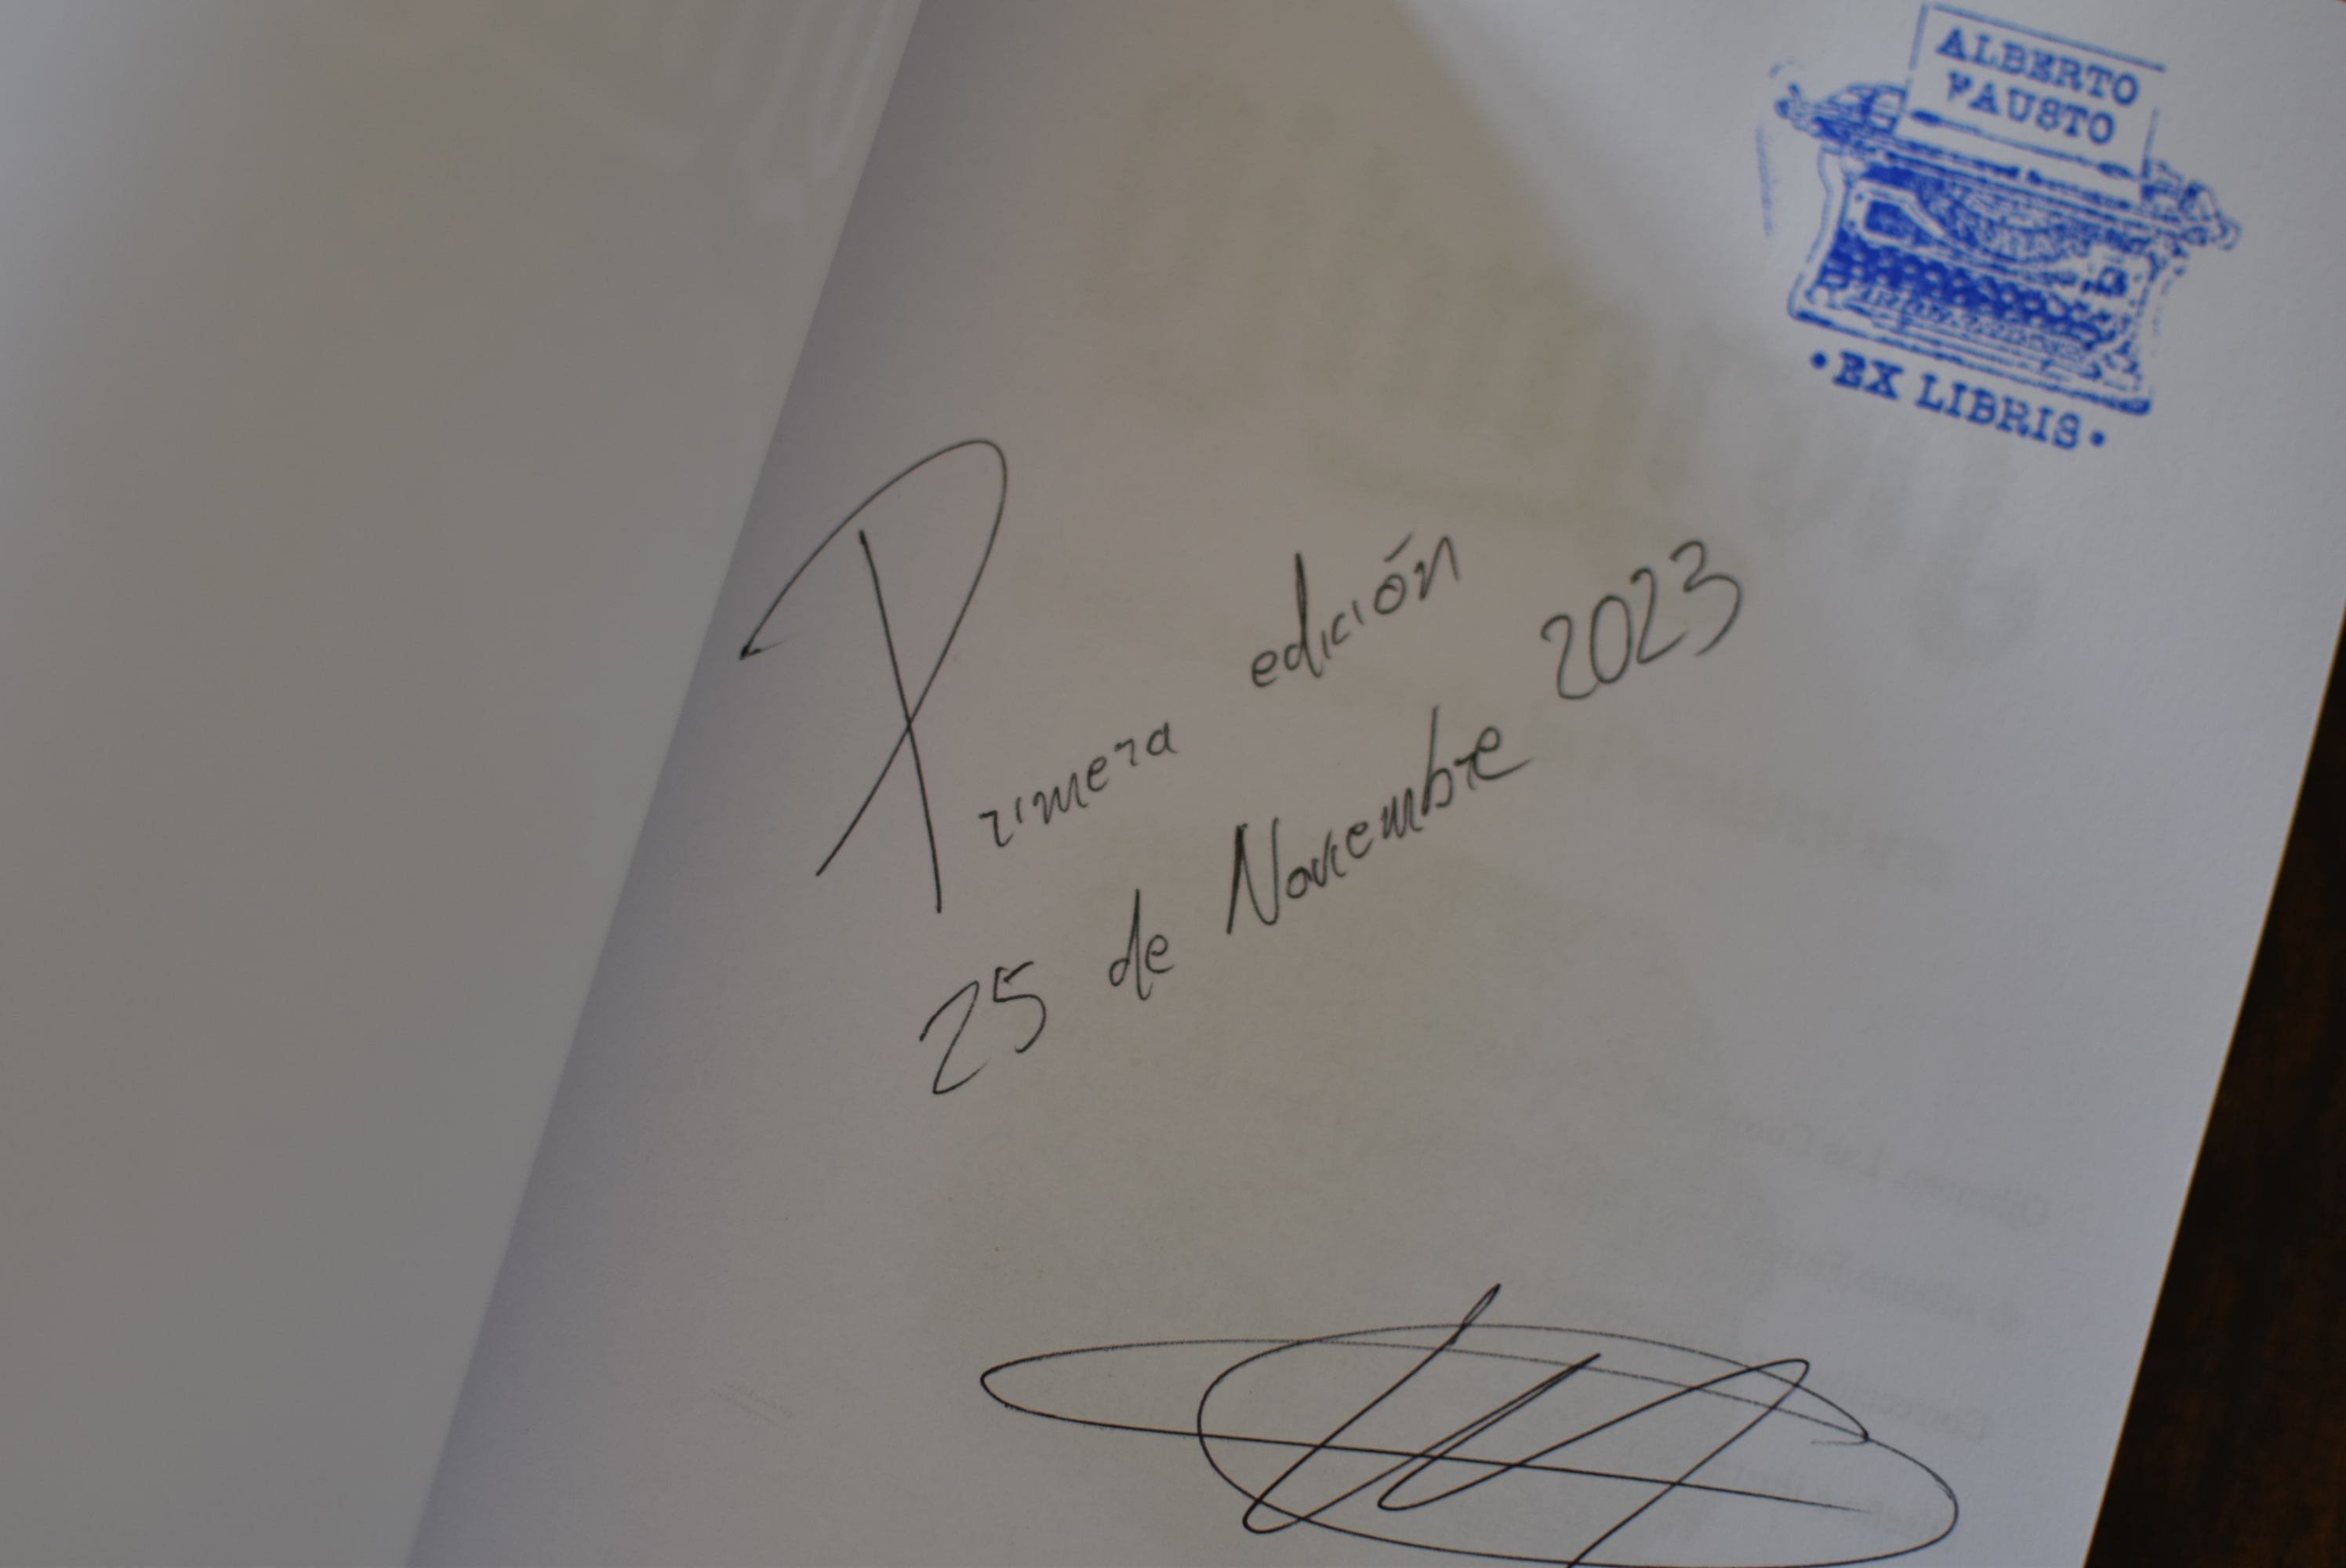 ALBERTO
FAUSTO
• EX LIBRIS •
Primera edición
25 de Noviembre 2023